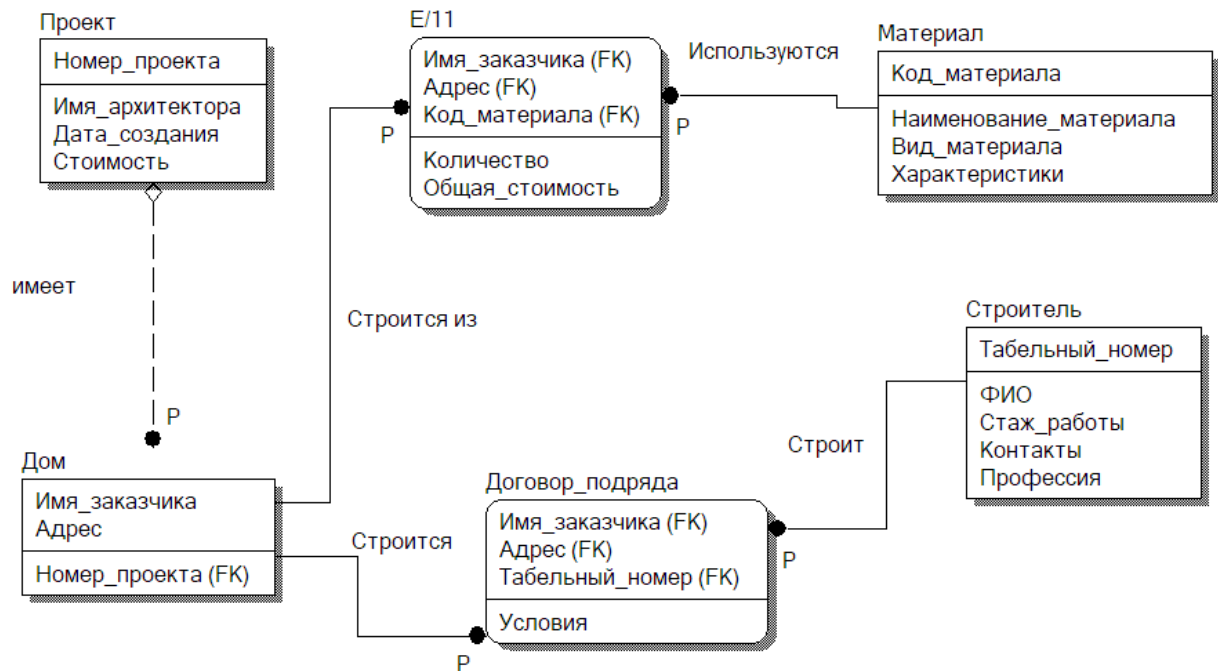 Проект
Номер_проекта
Имя_архитектора
Дата_создания
Стоимость
E/11
Имя_заказчика (FK)
Адрес (FK)
Код_материала (FK)
Количество
Общая_стоимость
Используются
Материал
Код_материала
Наименование_материала
Вид_материала
Характеристики
P
P
имеет
P
Строится из
Дом
Имя_заказчика
Адрес
Номер_проекта (FK)
Строится
P
Договор_подряда
Имя_заказчика (FK)
Адрес (FK)
Табельный_номер (FK)
Условия
Строит
P
Строитель
Табельный_номер
ФИО
Стаж_работы
Контакты
Профессия